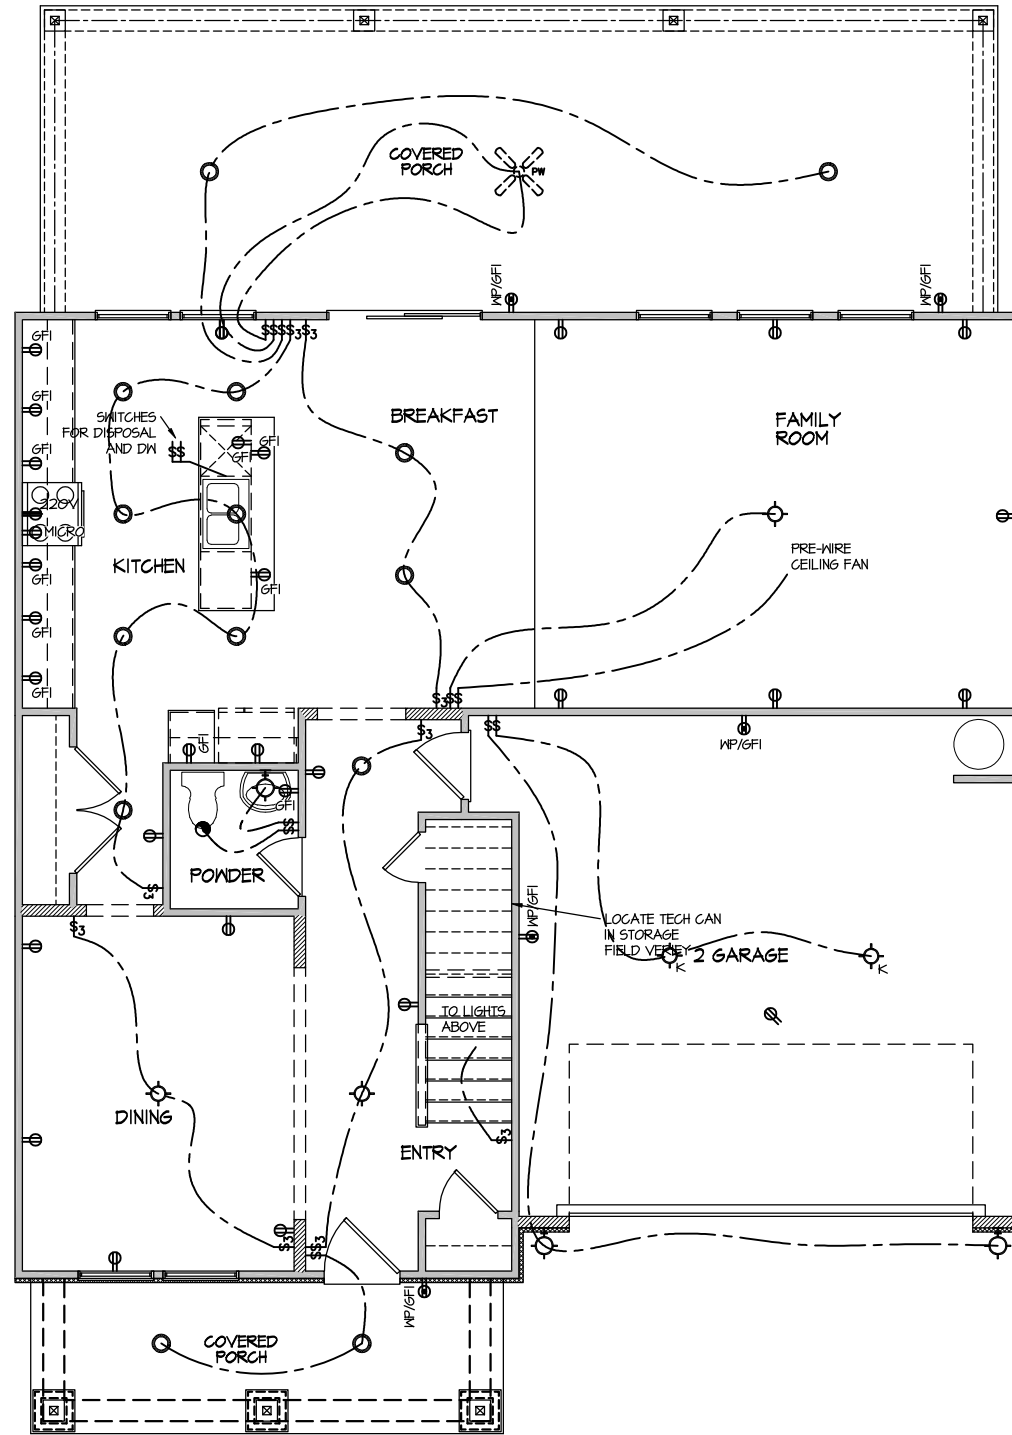 COVERED
PORCH
PW
WP/GFI
WP/GFI
$$$$3$3
GFI
GFI
GFI
SWITCHES
FOR DISPOSAL
AND DW
$$
GFI
GFI
BREAKFAST
FAMILY
ROOM
220V
MICRO
KITCHEN
GFI
GFI
GFI
GFI
PRE-WIRE
CEILING FAN
$3$$
$3
$$
GFI
WP/GFI
GFI
$$
POWDER
$3
$3
WP/GFI
LOCATE TECH CAN
IN STORAGE
FIELD VERIFY
2 GARAGE
K
K
TO LIGHTS
ABOVE
DINING
ENTRY
$3
$3
$$3
WP/GFI
COVERED
PORCH